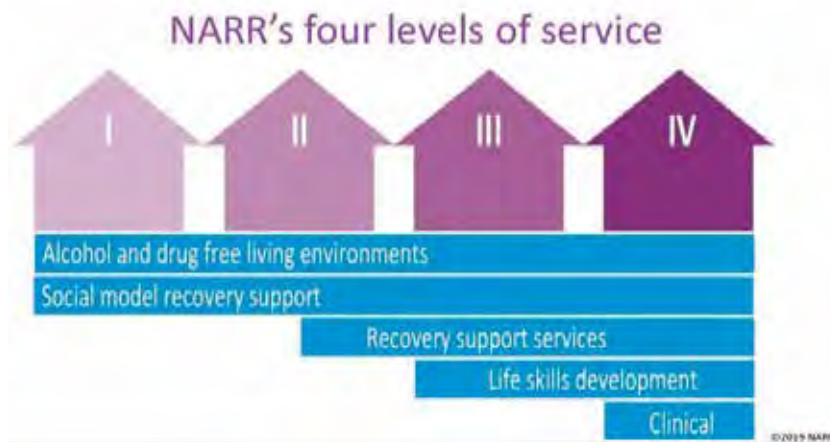 NARR's four levels of service
I II III IV
Alcohol and drug free living environments
Social model recovery support
Recovery support services
Life skills development
Clinical
©2019 NARR